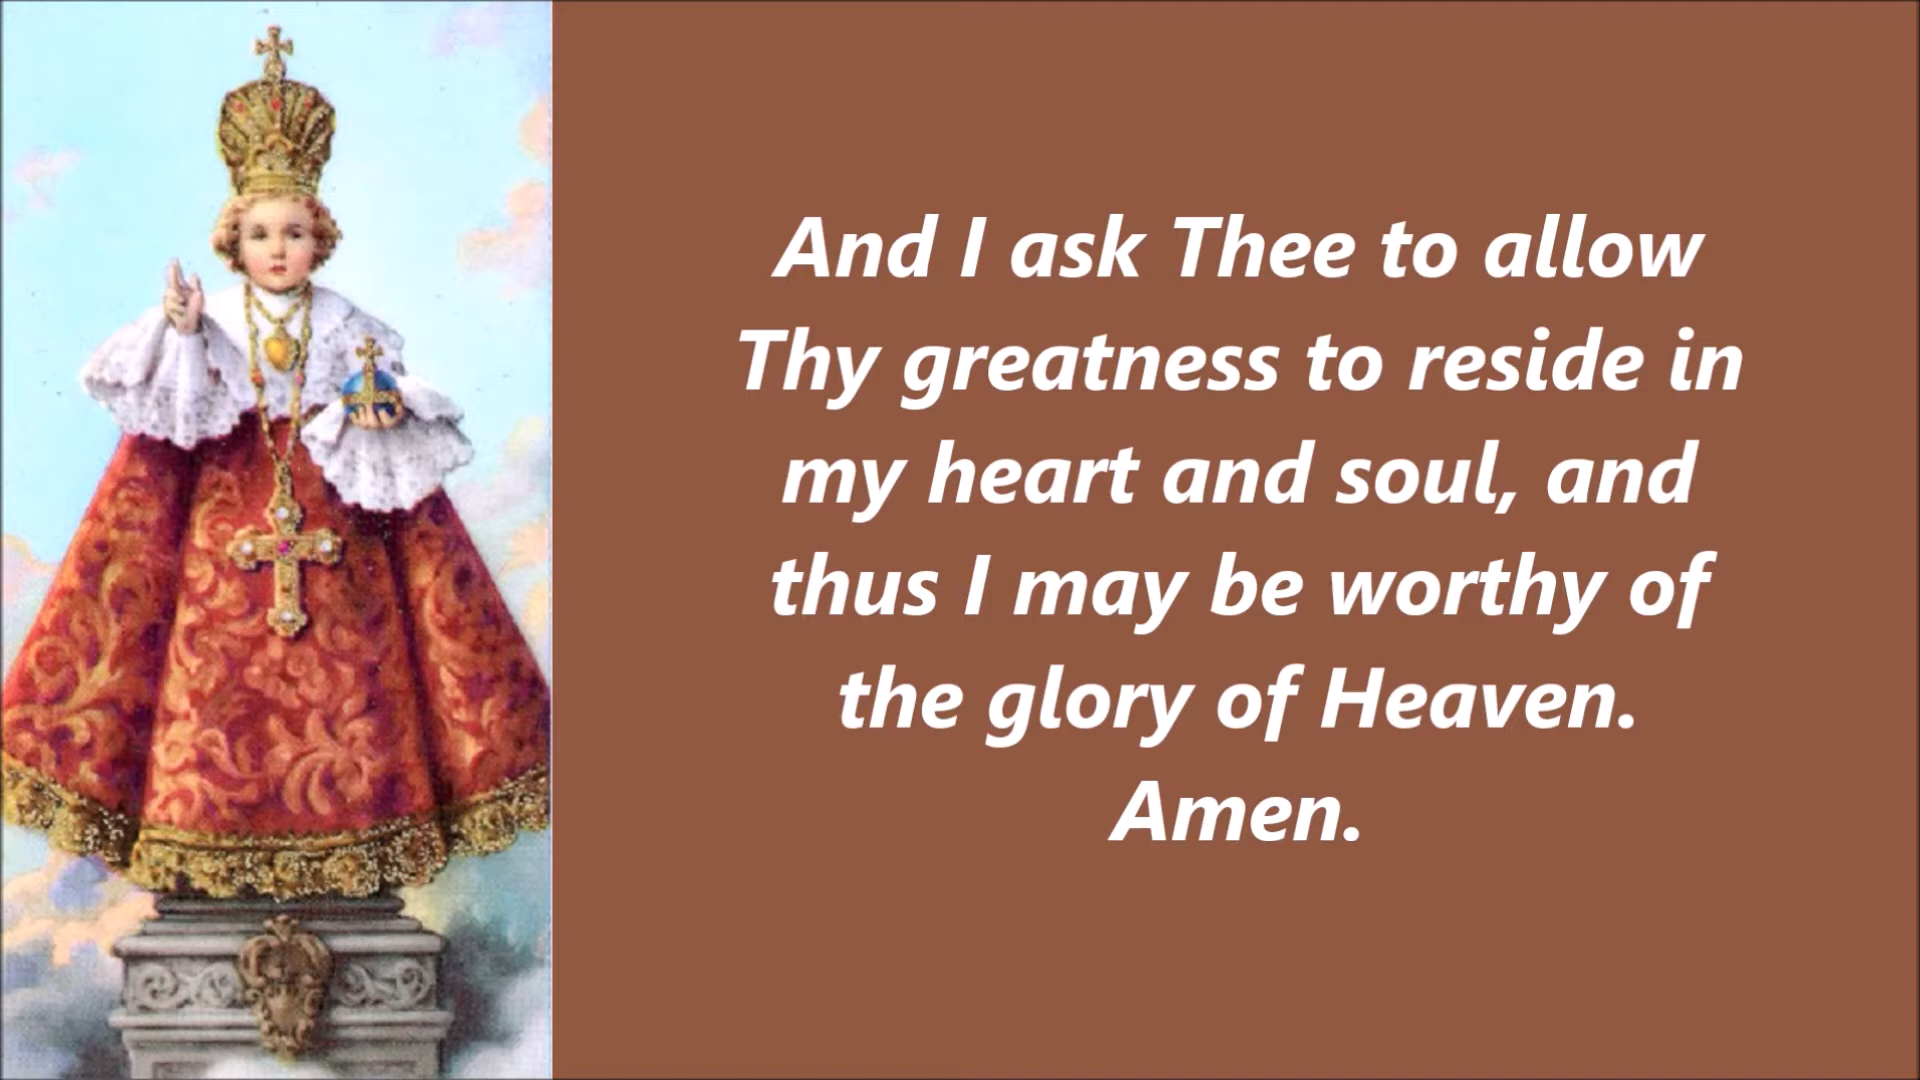 And I ask Thee to allow
Thy greatness to reside in
my heart and soul, and
thus I may be worthy of
the glory of Heaven.
Amen.